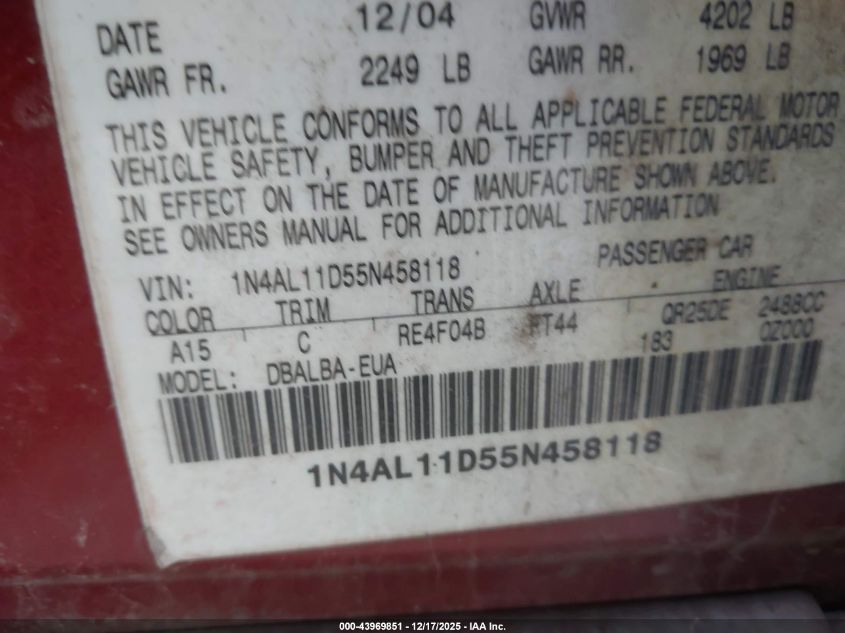 DATE 12/04 GVWR 4202 LB
GAWR FR. 2249 LB GAWR RR. 1969 LB
THIS VEHICLE CONFORMS TO ALL APPLICABLE FEDERAL MOTOR
VEHICLE SAFETY, BUMPER AND THEFT PREVENTION STANDARDS
IN EFFECT ON THE DATE OF MANUFACTURE SHOWN ABOVE.
SEE OWNERS MANUAL FOR ADDITIONAL INFORMATION
VIN: 1N4AL11D55N458118 PASSENGER CAR
COLOR TRIM TRANS AXLE ENGINE
A15 C RE4F04B FT44 QR25DE 2488CC
183 0Z000
MODEL: DBALBA-EUA
1N4AL11D55N458118
000-43969851 - 12/17/2025 - IAA Inc.